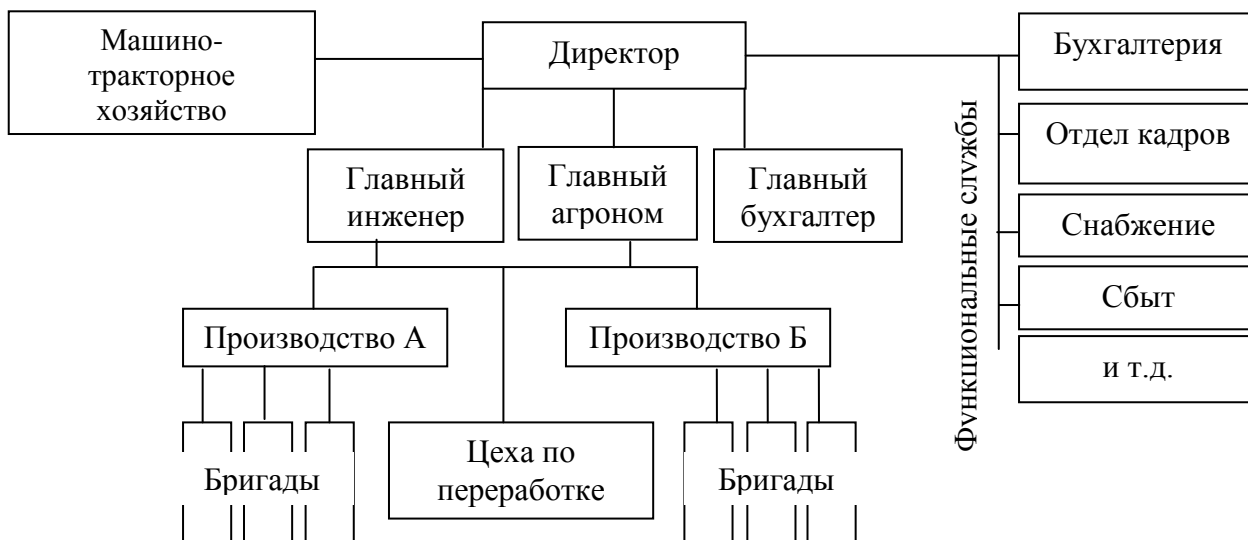 Машино-
тракторное
хозяйство
Директор
Бухгалтерия
Отдел кадров
Снабжение
Сбыт
и т.д.
Функциональные службы
Главный
инженер
Главный
агроном
Главный
бухгалтер
Производство А
Производство Б
Бригады
Цеха по
переработке
Бригады